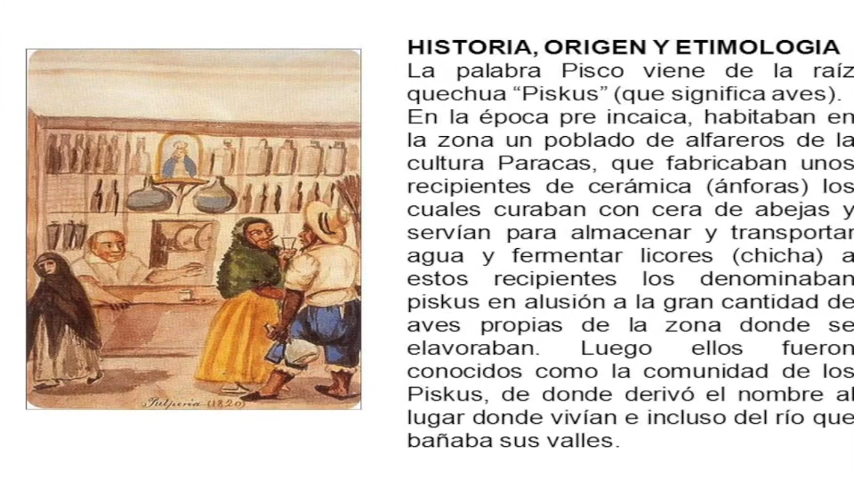 HISTORIA, ORIGEN Y ETIMOLOGIA
La palabra Pisco viene de la raíz
quechua “Piskus” (que significa aves).
En la época pre incaica, habitaban en
la zona un poblado de alfareros de la
cultura Paracas, que fabricaban unos
recipientes de cerámica (ánforas) los
cuales curaban con cera de abejas y
servían para almacenar y transportar
agua y fermentar licores (chicha) a
estos recipientes los denominaban
piskus en alusión a la gran cantidad de
aves propias de la zona donde se
elavoraban. Luego ellos fueron
conocidos como la comunidad de los
Piskus, de donde derivó el nombre al
lugar donde vivían e incluso del río que
bañaba sus valles.
Pulperia (1820)